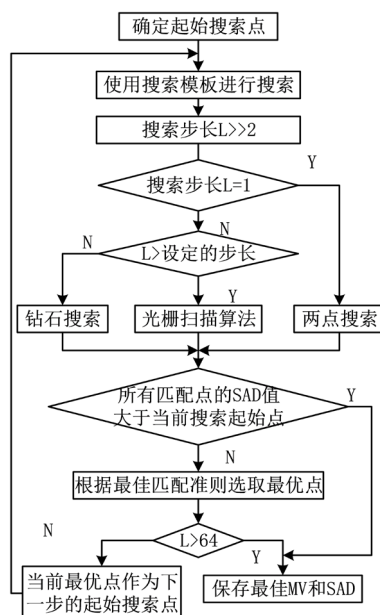 确定起始搜索点
使用搜索模板进行搜索
搜索步长L>>2
Y
搜索步长L=1
N
N
L>设定的步长
Y
钻石搜索
光栅扫描算法
两点搜索
所有匹配点的SAD值
大于当前搜索起始点
Y
N
根据最佳匹配准则选取最优点
N
L>64
Y
当前最优点作为下
一步的起始搜索点
保存最佳MV和SAD